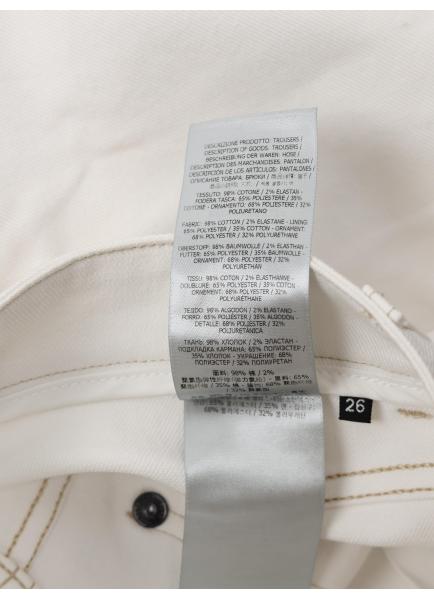 DESCRIZIONE PRODOTTO: TROUSERS /
DESCRIPTION OF GOODS: TROUSERS /
BESCHREIBUNG DER WAREN: HOSE /
DESCRIPTION DES MARCHANDISES: PANTALON /
DESCRIPCIÓN DE LOS ARTÍCULOS: PANTALONES /
ОПИСАНИЕ ТОВАРА: БРЮКИ /
TESSUTO: 98% COTONE / 2% ELASTAN -
FODERA TASCA: 65% POLIESTERE / 35%
COTONE - ORNAMENTO: 68% POLIESTERE / 32%
POLIURETANO
FABRIC: 98% COTTON / 2% ELASTANE - LINING
65% POLYESTER / 35% COTTON - ORNAMENT:
68% POLYESTER / 32% POLYURETHANE
OBERSTOFF: 98% BAUMWOLLE / 2% ELASTHAN
- FUTTER: 65% POLYESTER / 35% BAUMWOLLE -
ORNAMENT: 68% POLYESTER / 32%
POLYURETHAN
TISSU: 98% COTON / 2% ELASTHANNE -
DOUBLURE: 65% POLYESTER / 35% COTON -
ORNEMENT: 68% POLYESTER / 32%
POLYURÉTHANE
TEJIDO: 98% ALGODÓN / 2% ELASTANO -
FORRO: 65% POLIÉSTER / 35% ALGODÓN -
DETALLE: 68% POLIÉSTER / 32%
POLIURETÁNICA
ТКАНЬ: 98% ХЛОПОК / 2% ЭЛАСТАН -
ПОДКЛАДКА КАРМАНА: 65% ПОЛИЭСТЕР
/ 35% ХЛОПОК - УКРАШЕНИЕ: 68%
ПОЛИЭСТЕР / 32% ПОЛИУРЕТАН
面料: 98% 棉 / 2%
26